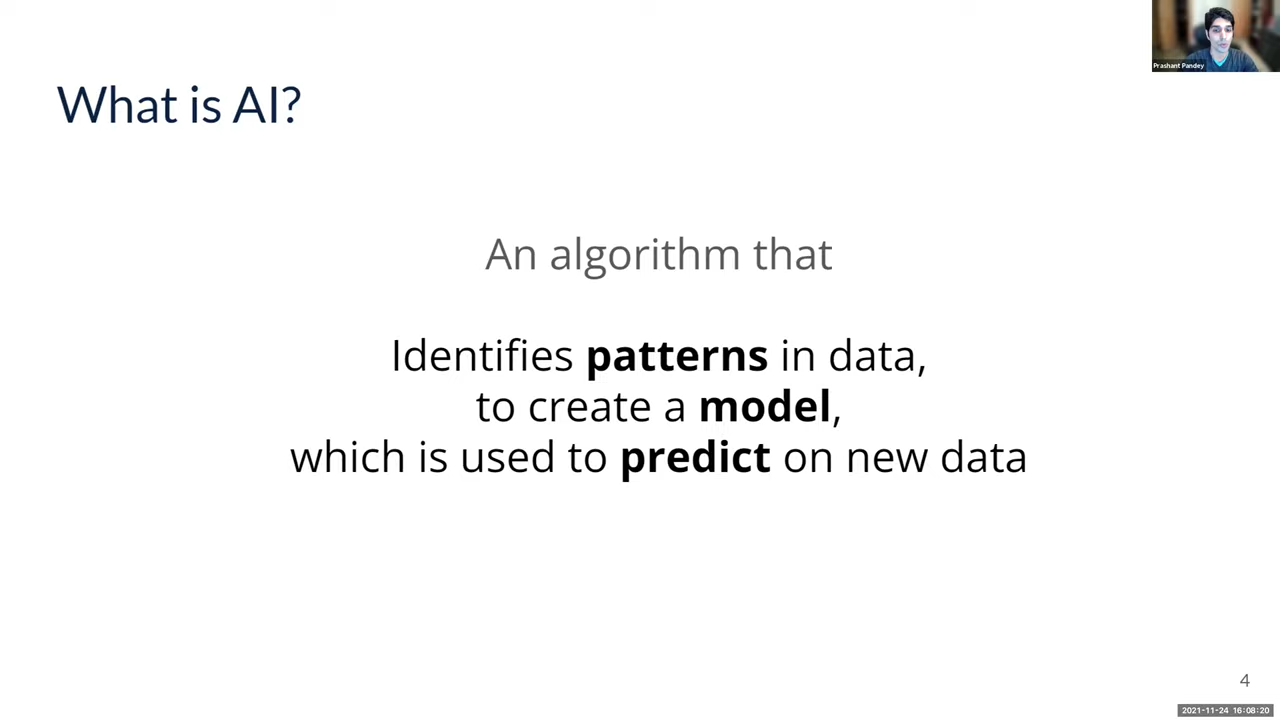 Prashant Pandey
What is AI?
An algorithm that
Identifies patterns in data,
to create a model,
which is used to predict on new data
4
2021-11-24 16:08:20